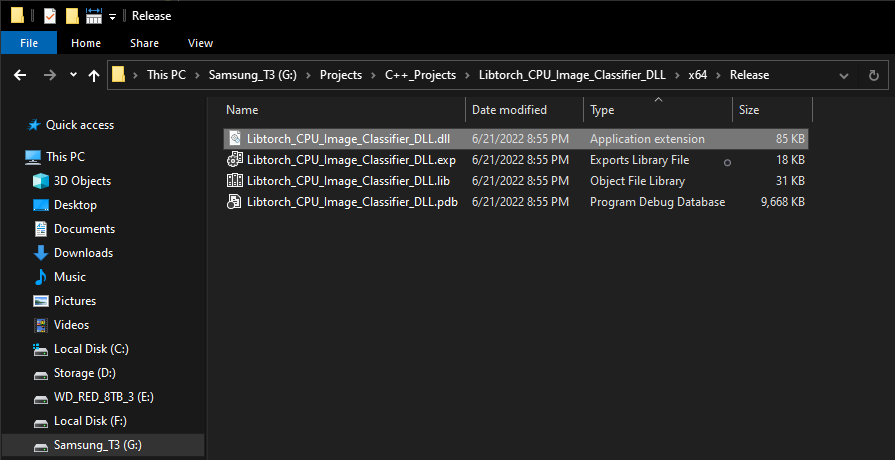 Release
File Home Share View
This PC Samsung_T3 (G:) Projects C++_Projects Libtorch_CPU_Image_Classifier_DLL x64 Release
Name Date modified Type Size
Libtorch_CPU_Image_Classifier_DLL.dll 6/21/2022 8:55 PM Application extension 85 KB
Libtorch_CPU_Image_Classifier_DLL.exp 6/21/2022 8:55 PM Exports Library File 18 KB
Libtorch_CPU_Image_Classifier_DLL.lib 6/21/2022 8:55 PM Object File Library 31 KB
Libtorch_CPU_Image_Classifier_DLL.pdb 6/21/2022 8:55 PM Program Debug Database 9,668 KB
Quick access
This PC
3D Objects
Desktop
Documents
Downloads
Music
Pictures
Videos
Local Disk (C:)
Storage (D:)
WD_RED_8TB_3 (E:)
Local Disk (F:)
Samsung_T3 (G:)